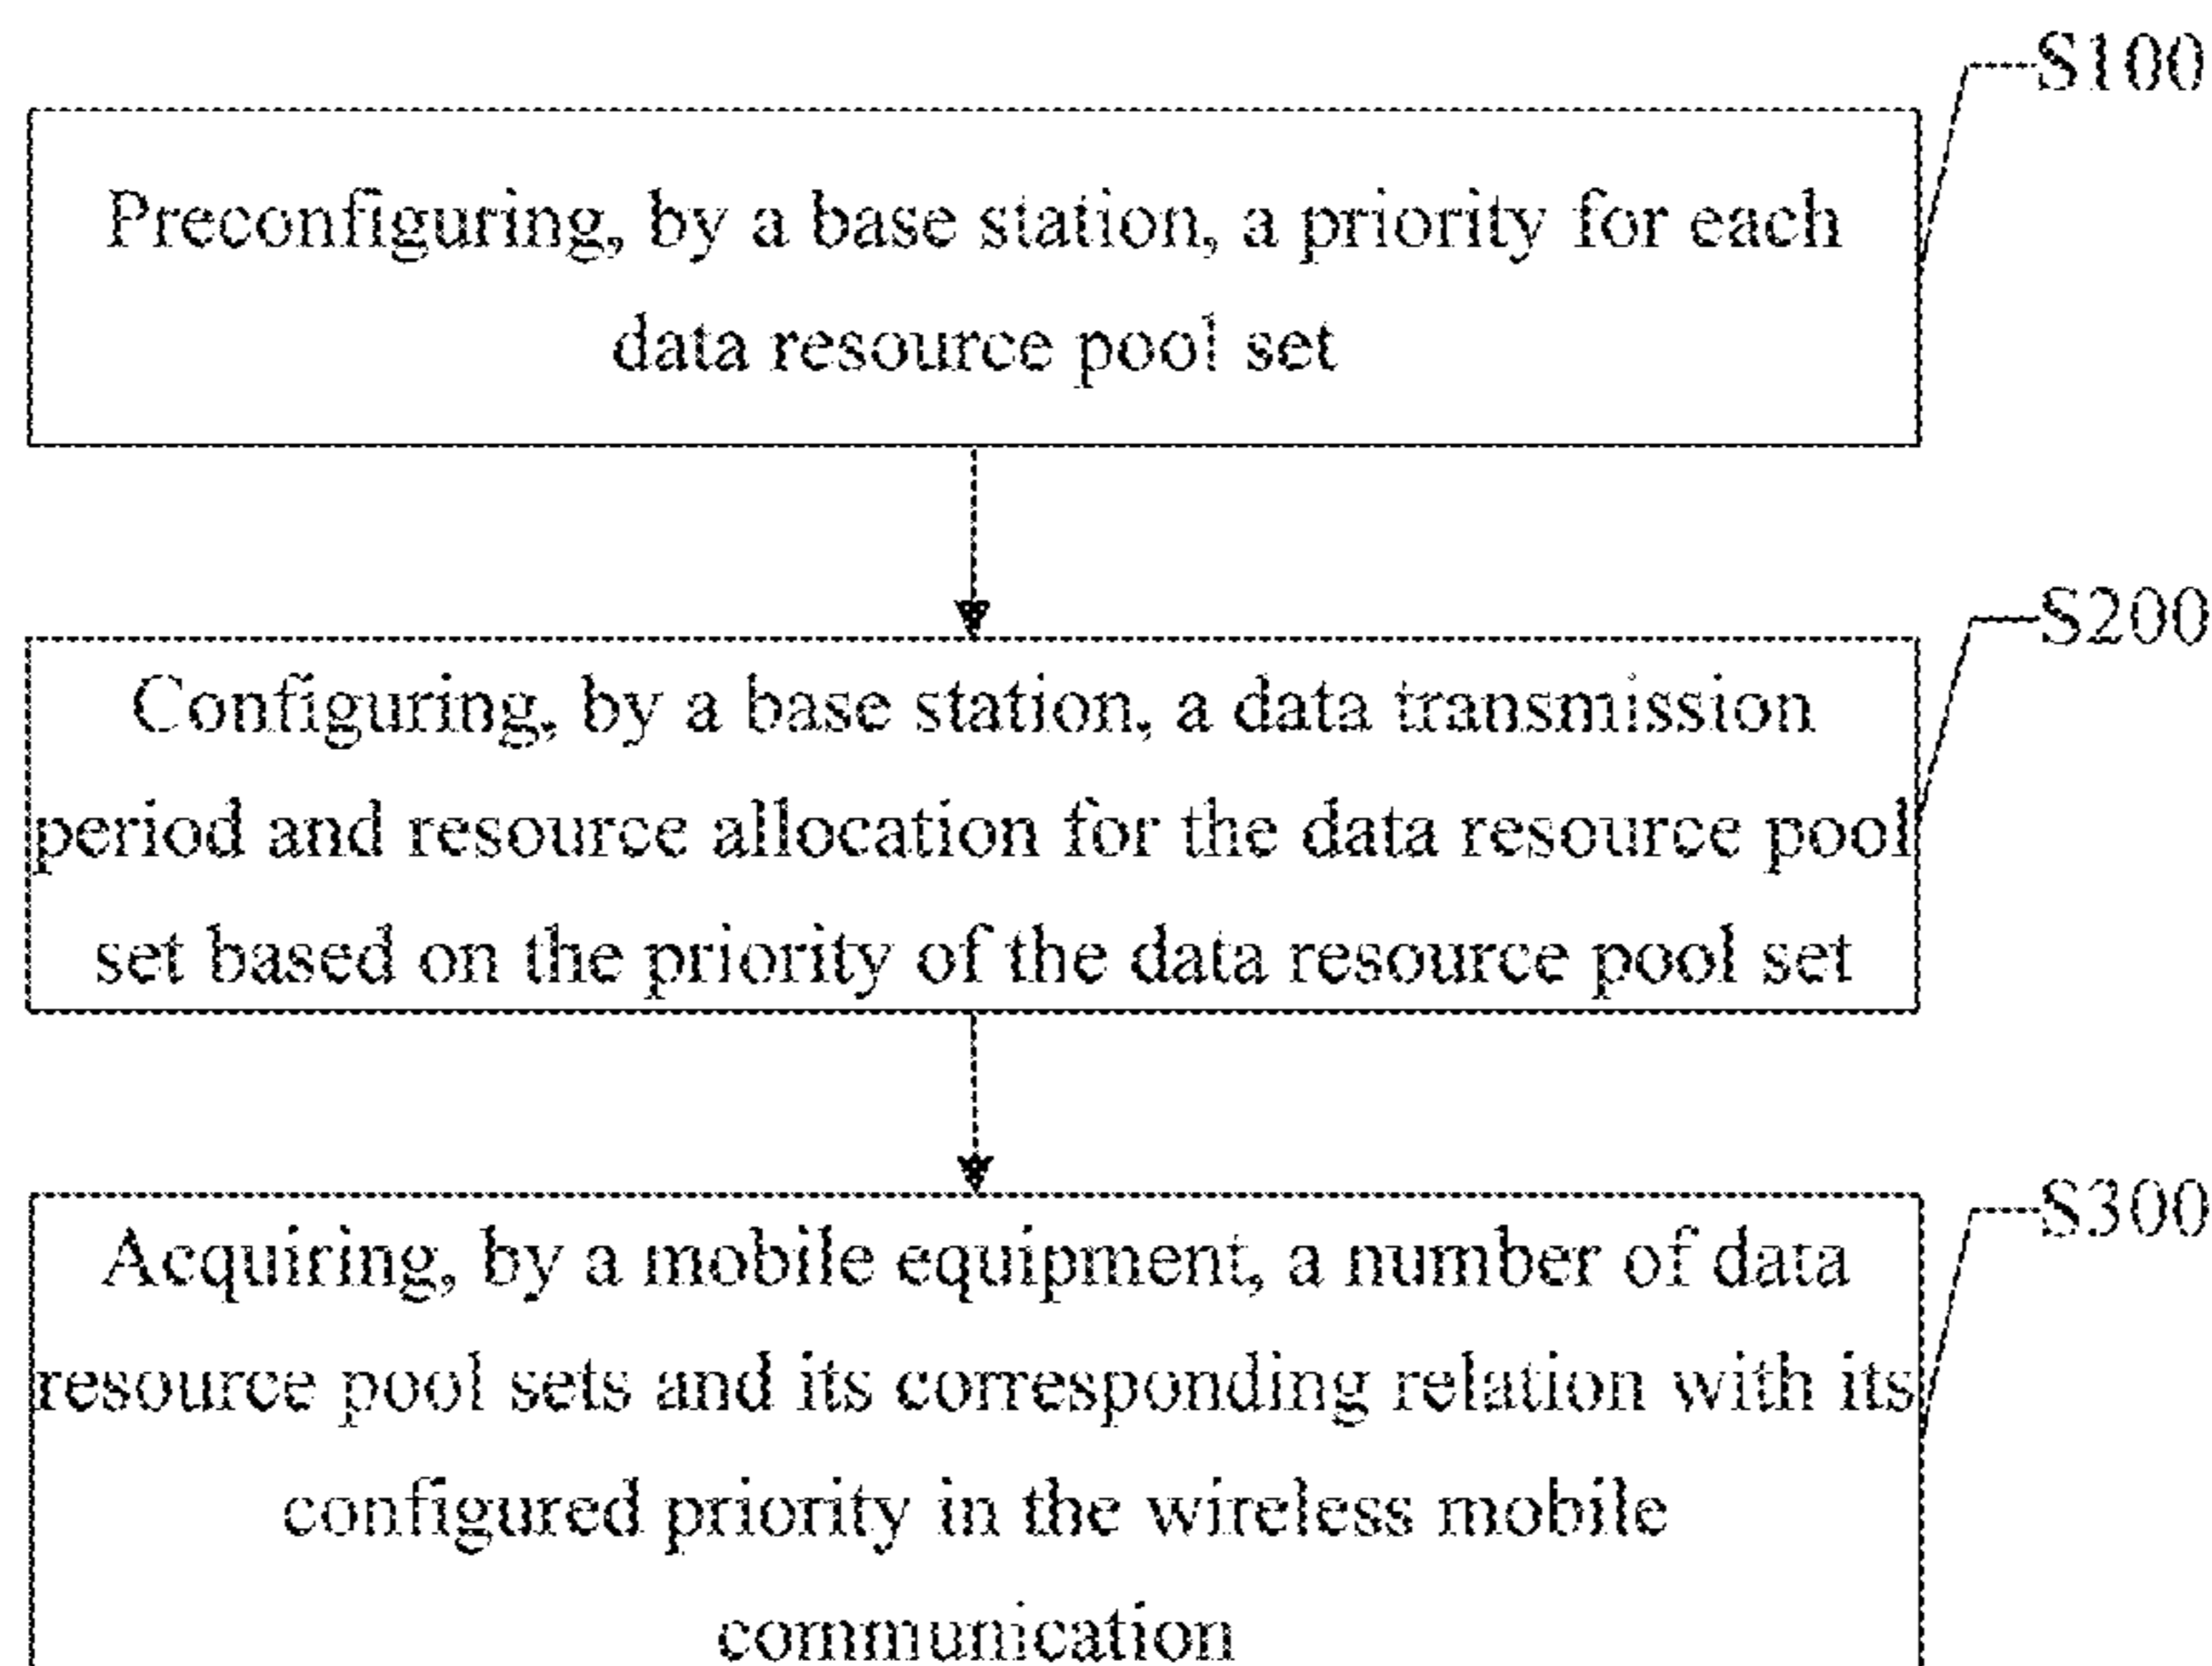 S100
Preconfiguring, by a base station, a priority for each
data resource pool set
S200
Configuring, by a base station, a data transmission
period and resource allocation for the data resource pool
set based on the priority of the data resource pool set
S300
Acquiring, by a mobile equipment, a number of data
resource pool sets and its corresponding relation with its
configured priority in the wireless mobile
communication